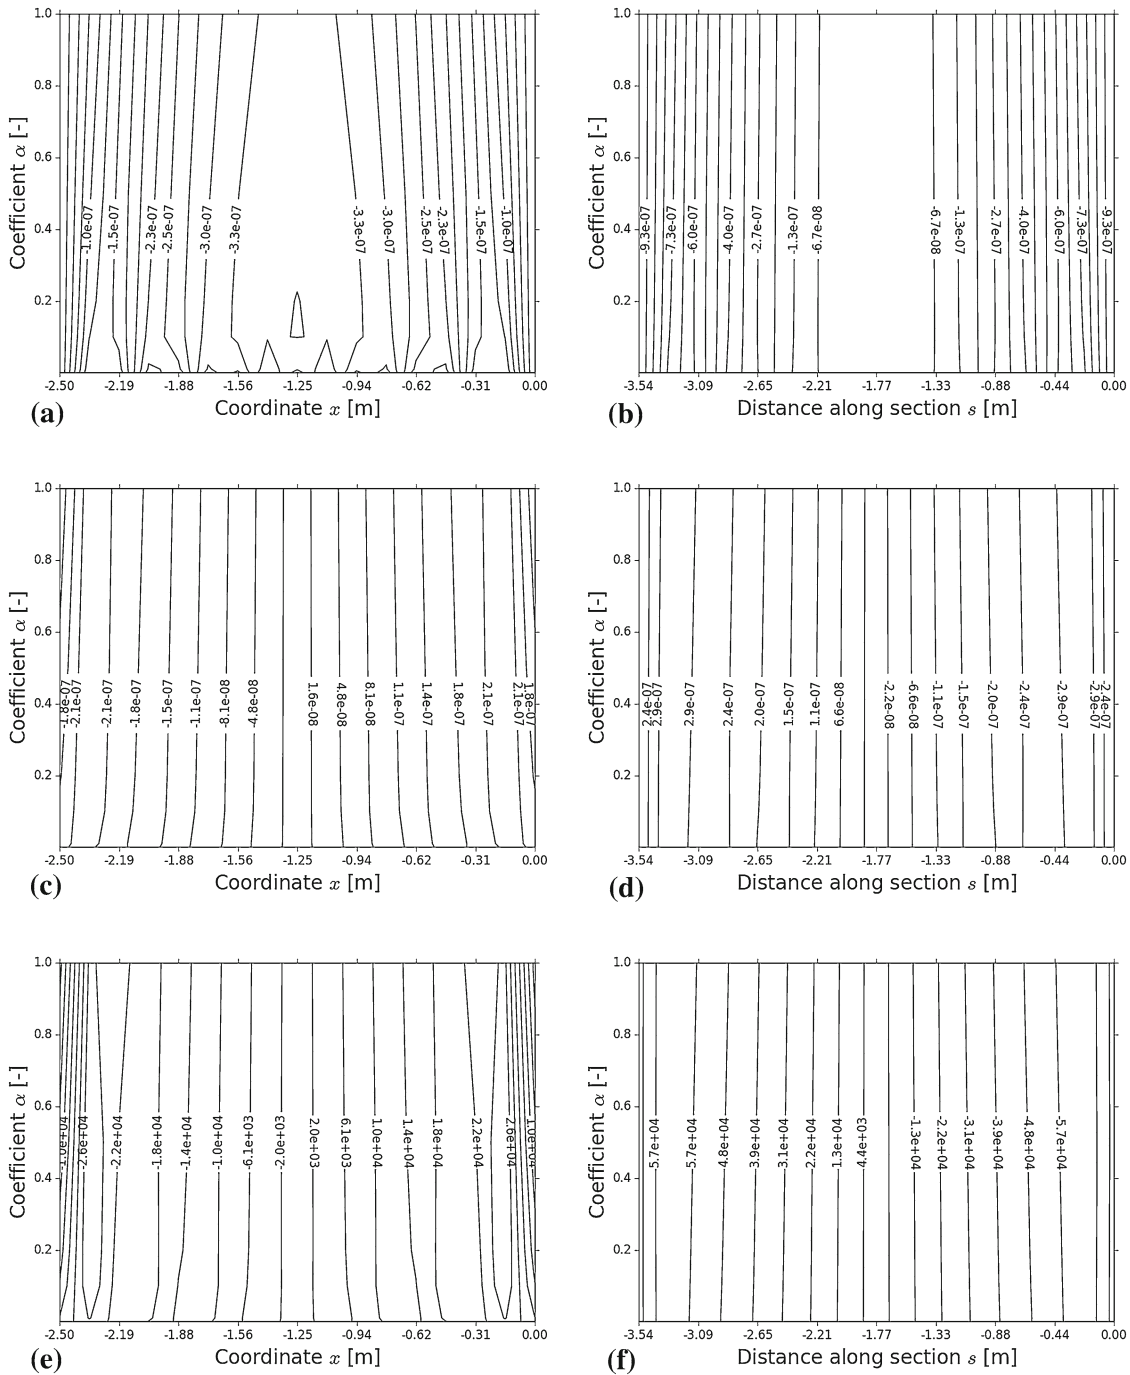 1.0
0.8
0.6
0.4
0.2
Coefficient α [-]
-1.0e-07
-1.5e-07
-2.3e-07
-2.5e-07
-3.0e-07
-3.3e-07
-3.3e-07
-3.0e-07
-2.5e-07
-2.3e-07
-1.5e-07
-1.0e-07
-2.50 -2.19 -1.88 -1.56 -1.25 -0.94 -0.62 -0.31 0.00
Coordinate x [m]
(a)
1.0
0.8
0.6
0.4
0.2
Coefficient α [-]
-9.3e-07
-7.3e-07
-6.0e-07
-4.0e-07
-2.7e-07
-1.3e-07
-6.7e-08
-6.7e-08
-1.3e-07
-2.7e-07
-4.0e-07
-6.0e-07
-7.3e-07
-9.3e-07
-3.54 -3.09 -2.65 -2.21 -1.77 -1.33 -0.88 -0.44 0.00
Distance along section s [m]
(b)
1.0
0.8
0.6
0.4
0.2
Coefficient α [-]
-2.1e-07
-2.1e-07
-1.8e-07
-1.5e-07
-1.1e-07
-8.1e-08
-4.8e-08
1.6e-08
4.8e-08
8.1e-08
1.1e-07
1.4e-07
1.8e-07
2.1e-07
2.1e-07
1.8e-07
-2.50 -2.19 -1.88 -1.56 -1.25 -0.94 -0.62 -0.31 0.00
Coordinate x [m]
(c)
1.0
0.8
0.6
0.4
0.2
Coefficient α [-]
2.4e-07
2.9e-07
2.9e-07
2.4e-07
2.0e-07
1.5e-07
1.1e-07
6.6e-08
-2.2e-08
-6.6e-08
-1.1e-07
-1.5e-07
-2.0e-07
-2.4e-07
-2.9e-07
-2.9e-07
-2.4e-07
-3.54 -3.09 -2.65 -2.21 -1.77 -1.33 -0.88 -0.44 0.00
Distance along section s [m]
(d)
1.0
0.8
0.6
0.4
0.2
Coefficient α [-]
-1.0e+04
-2.6e+04
-2.2e+04
-1.8e+04
-1.4e+04
-1.0e+04
-6.1e+03
-2.0e+03
2.0e+03
6.1e+03
1.0e+04
1.4e+04
1.8e+04
2.2e+04
2.6e+04
1.0e+04
-2.50 -2.19 -1.88 -1.56 -1.25 -0.94 -0.62 -0.31 0.00
Coordinate x [m]
(e)
1.0
0.8
0.6
0.4
0.2
Coefficient α [-]
5.7e+04
5.7e+04
4.8e+04
3.9e+04
3.1e+04
2.2e+04
1.3e+04
4.4e+03
-1.3e+04
-2.2e+04
-3.1e+04
-3.9e+04
-4.8e+04
-5.7e+04
-3.54 -3.09 -2.65 -2.21 -1.77 -1.33 -0.88 -0.44 0.00
Distance along section s [m]
(f)